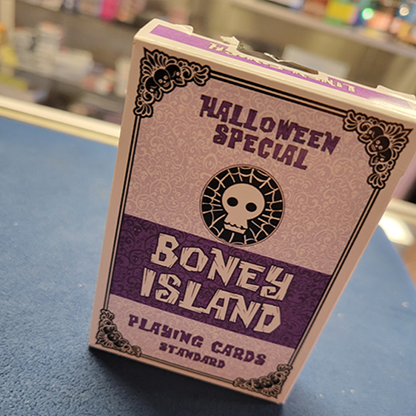 HALLOWEEN
SPECIAL
BONEY
ISLAND
PLAYING CARDS
STANDARD